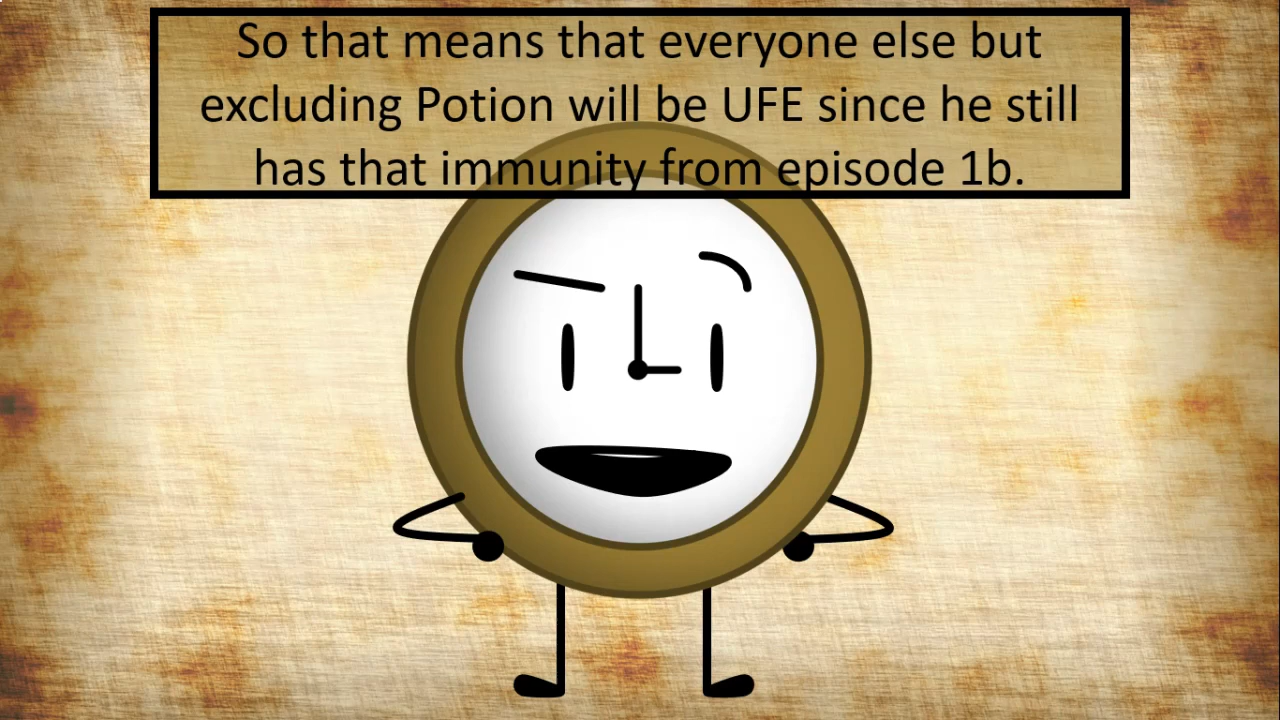 So that means that everyone else but
excluding Potion will be UFE since he still
has that immunity from episode 1b.